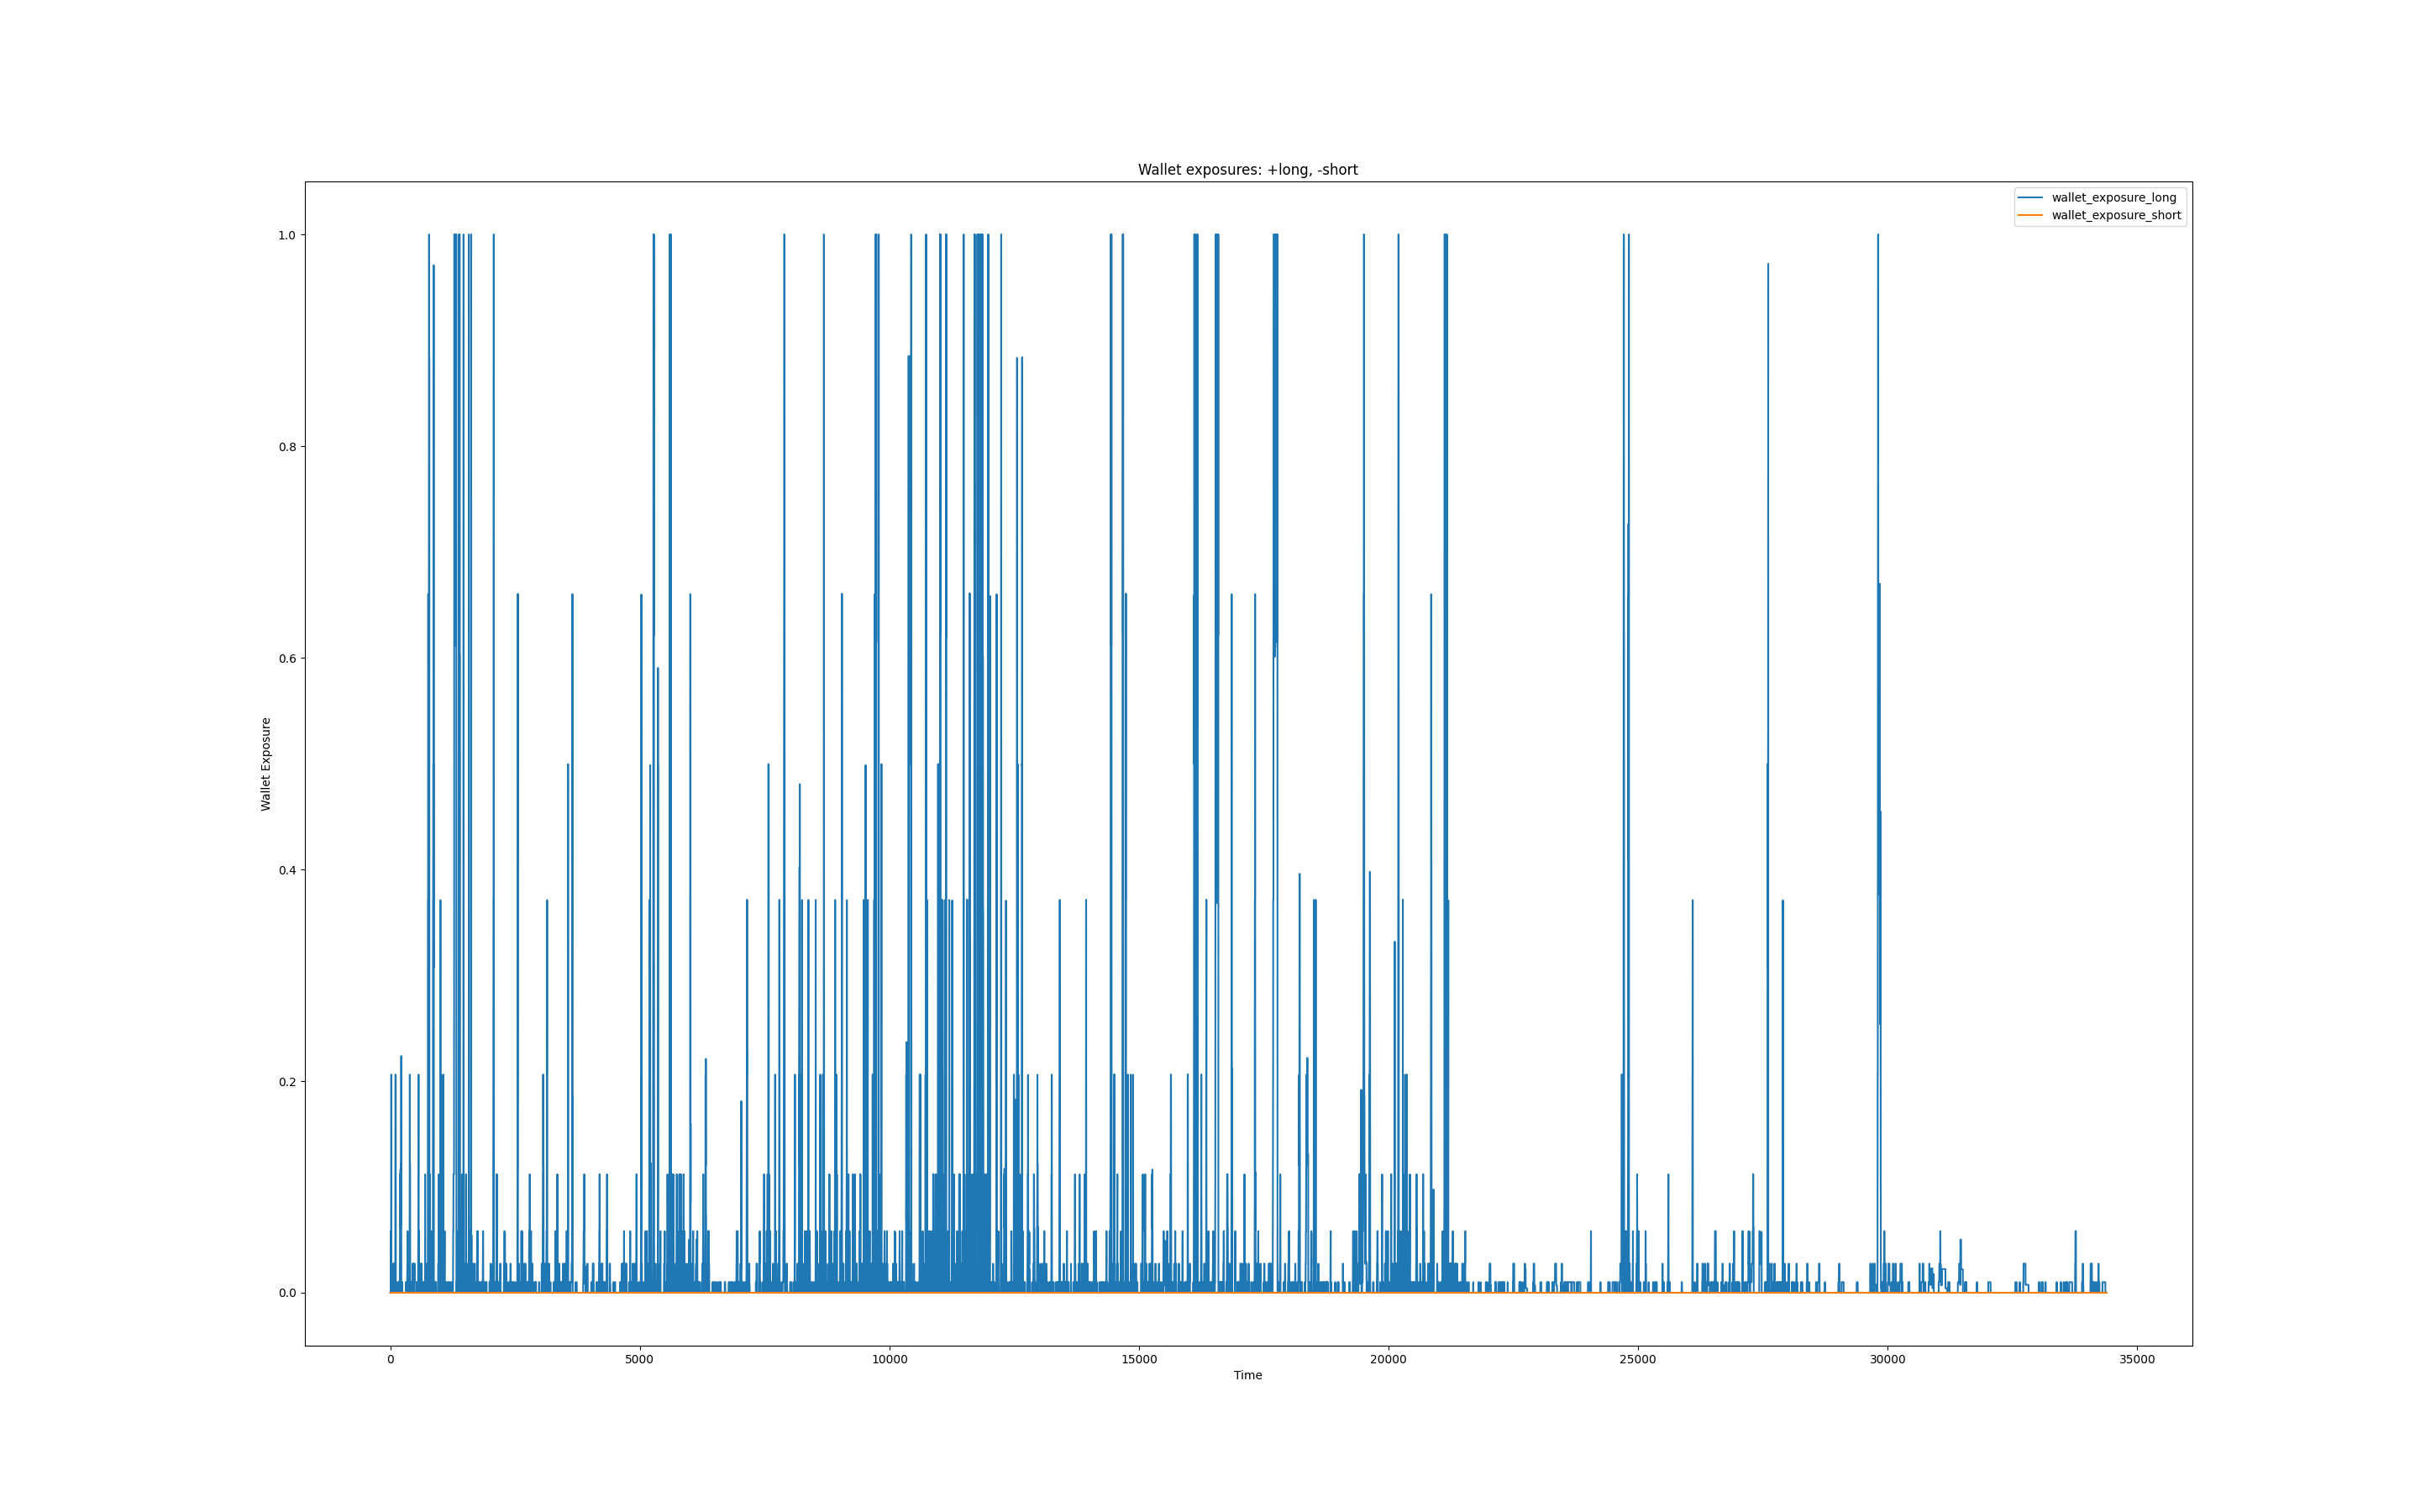 Wallet exposures: +long, -short
wallet_exposure_long
wallet_exposure_short
1.0
0.8
0.6
0.4
0.2
0.0
Wallet Exposure
0 5000 10000 15000 20000 25000 30000 35000
Time